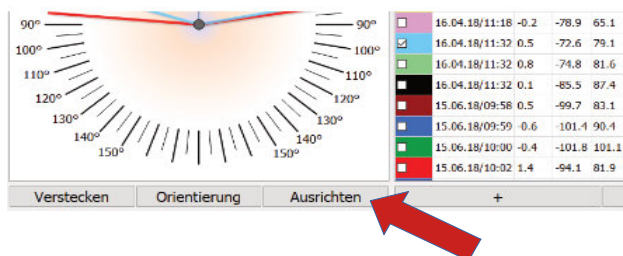 90° 90°
100° 100°
110° 110°
120° 120°
130° 130°
140° 140°
150° 150°
16.04.18/11:18 -0.2 -78.9 65.1
16.04.18/11:32 0.5 -72.6 79.1
16.04.18/11:32 0.8 -74.8 81.6
16.04.18/11:32 0.1 -85.5 87.4
15.06.18/09:58 0.5 -99.7 83.1
15.06.18/09:59 -0.6 -101.4 90.4
15.06.18/10:00 -0.4 -101.8 101.1
15.06.18/10:02 1.4 -94.1 81.9
Verstecken Orientierung Ausrichten +